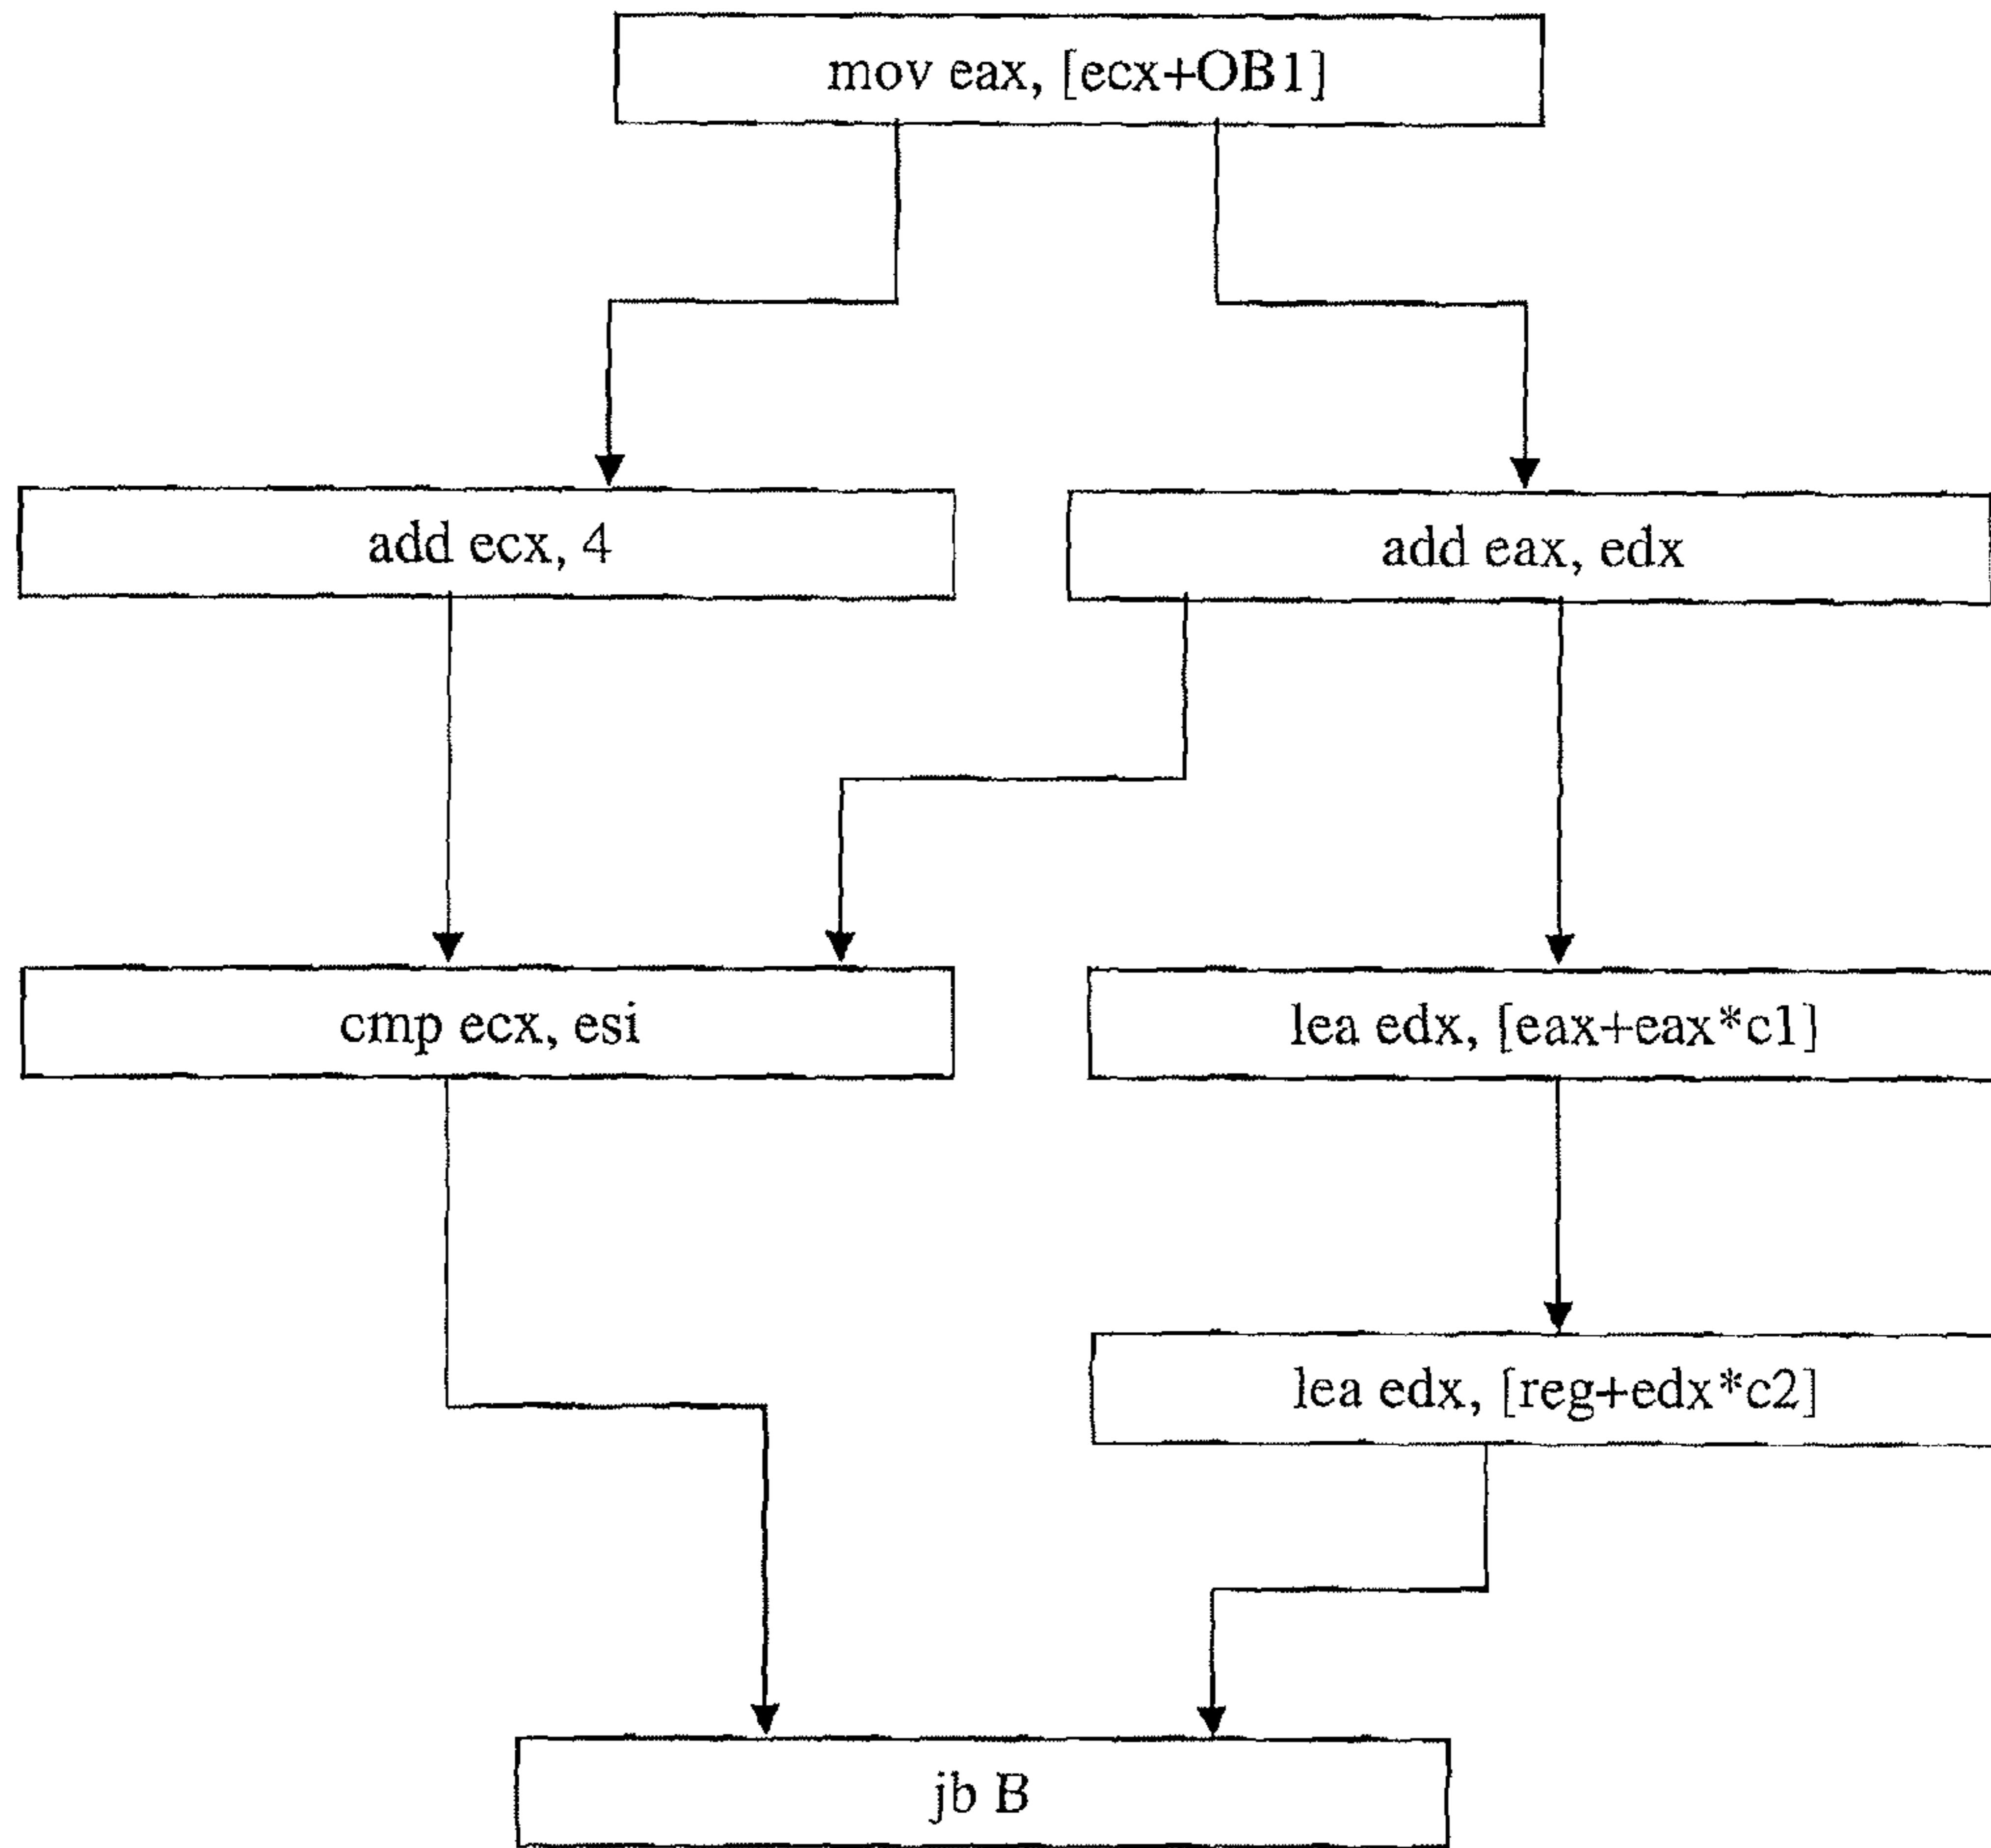 mov eax, [ecx+OB1]
add ecx, 4
add eax, edx
cmp ecx, esi
lea edx, [eax+eax*c1]
lea edx, [reg+edx*c2]
jb B